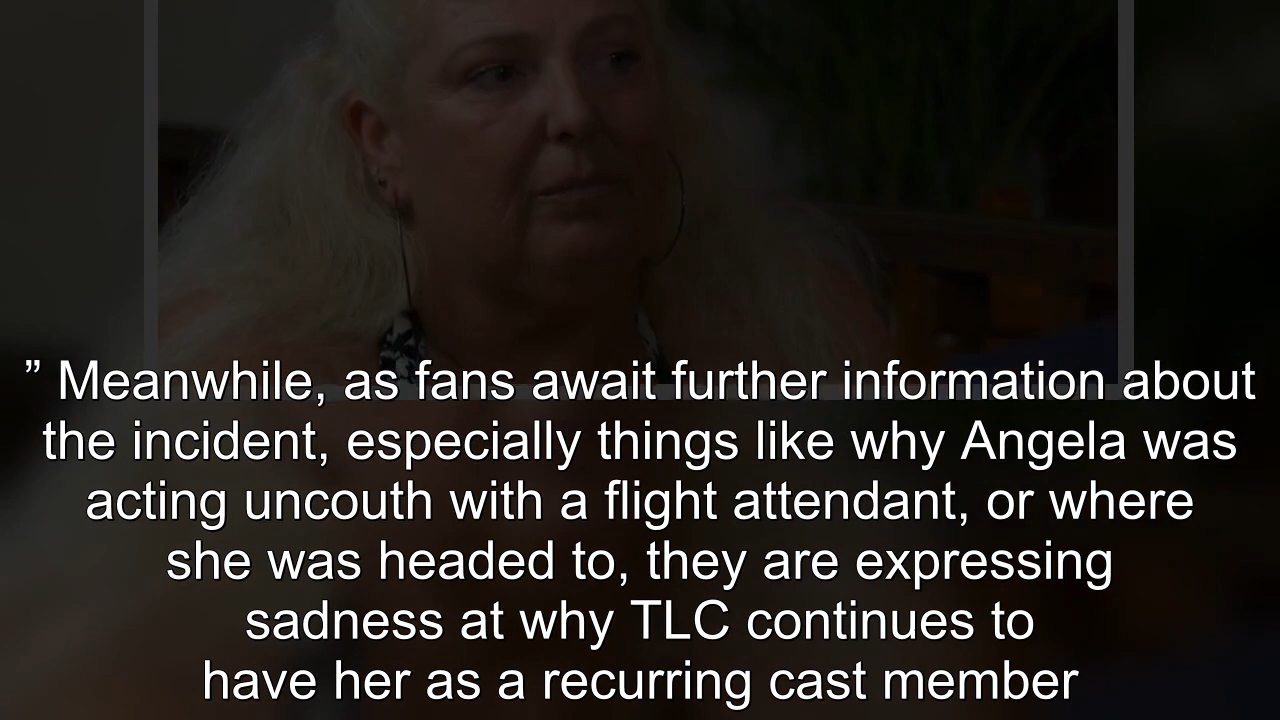 ” Meanwhile, as fans await further information about
the incident, especially things like why Angela was
acting uncouth with a flight attendant, or where
she was headed to, they are expressing
sadness at why TLC continues to
have her as a recurring cast member